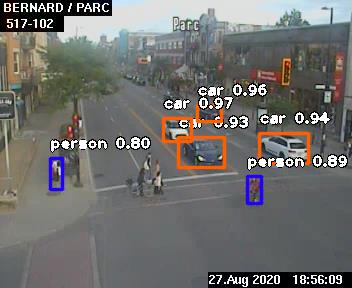 BERNARD / PARC
517-102
Parc
car 0.96
car 0.97
car 0.93
car 0.94
person 0.80
person 0.89
27.Aug 2020 18:56:09